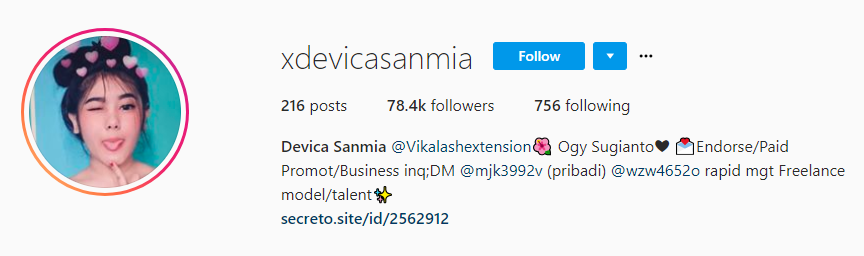 xdevicasanmia Follow
216 posts 78.4k followers 756 following
Devica Sanmia @Vikalashextension🌺 Ogy Sugianto🖤 💌Endorse/Paid
Promot/Business inq;DM @mjk3992v (pribadi) @wzw4652o rapid mgt Freelance
model/talent✨
secreto.site/id/2562912